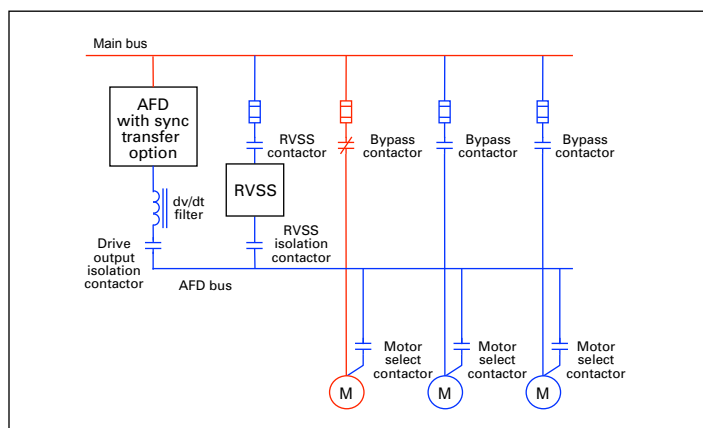 Main bus
AFD
with sync
transfer
option
RVSS
contactor
Bypass
contactor
Bypass
contactor
Bypass
contactor
RVSS
dv/dt
filter
RVSS
isolation
contactor
Drive
output
isolation
contactor
AFD bus
Motor
select
contactor
Motor
select
contactor
Motor
select
contactor
M
M
M